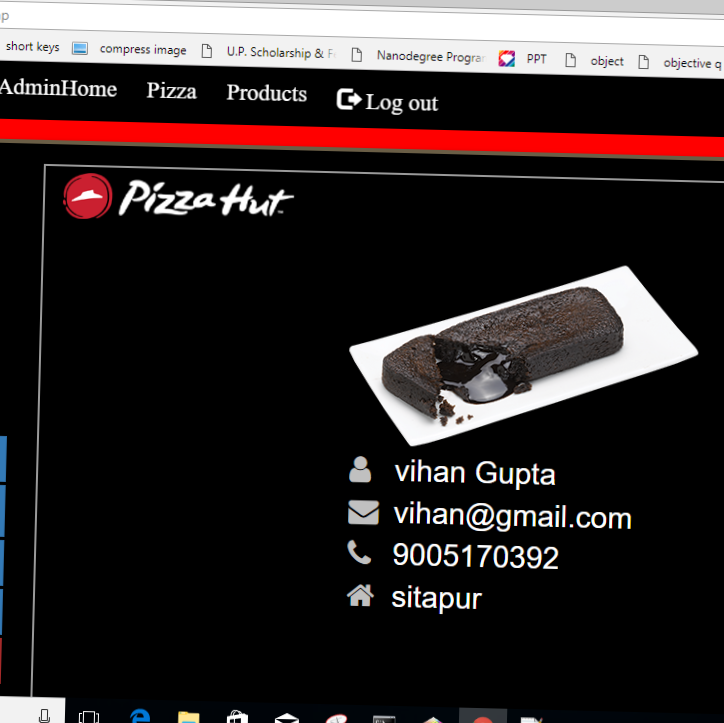 short keys compress image U.P. Scholarship & Nanodegree Progra PPT object objective q
AdminHome Pizza Products Log out
Pizza Hut
vihan Gupta
vihan@gmail.com
9005170392
sitapur